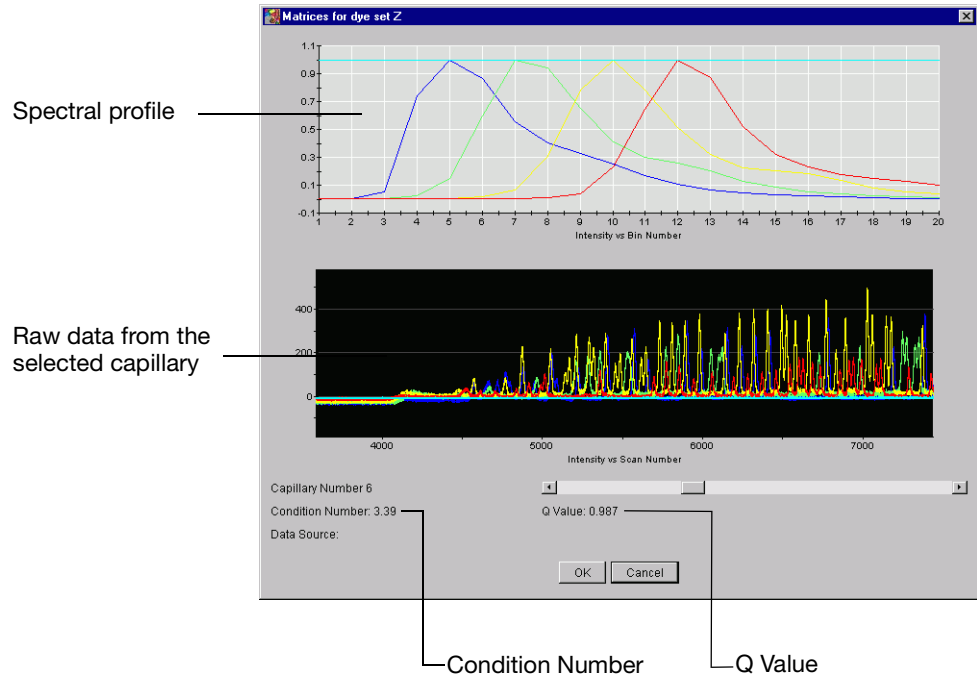 Matrices for dye set Z
1.1
0.9
0.7
0.5
0.3
0.1
-0.1
1 2 3 4 5 6 7 8 9 10 11 12 13 14 15 16 17 18 19 20
Intensity vs Bin Number
Spectral profile
400
200
0
4000 5000 6000 7000
Intensity vs Scan Number
Raw data from the
selected capillary
Capillary Number 6
Condition Number: 3.39 Q Value: 0.987
Data Source:
OK Cancel
Condition Number Q Value